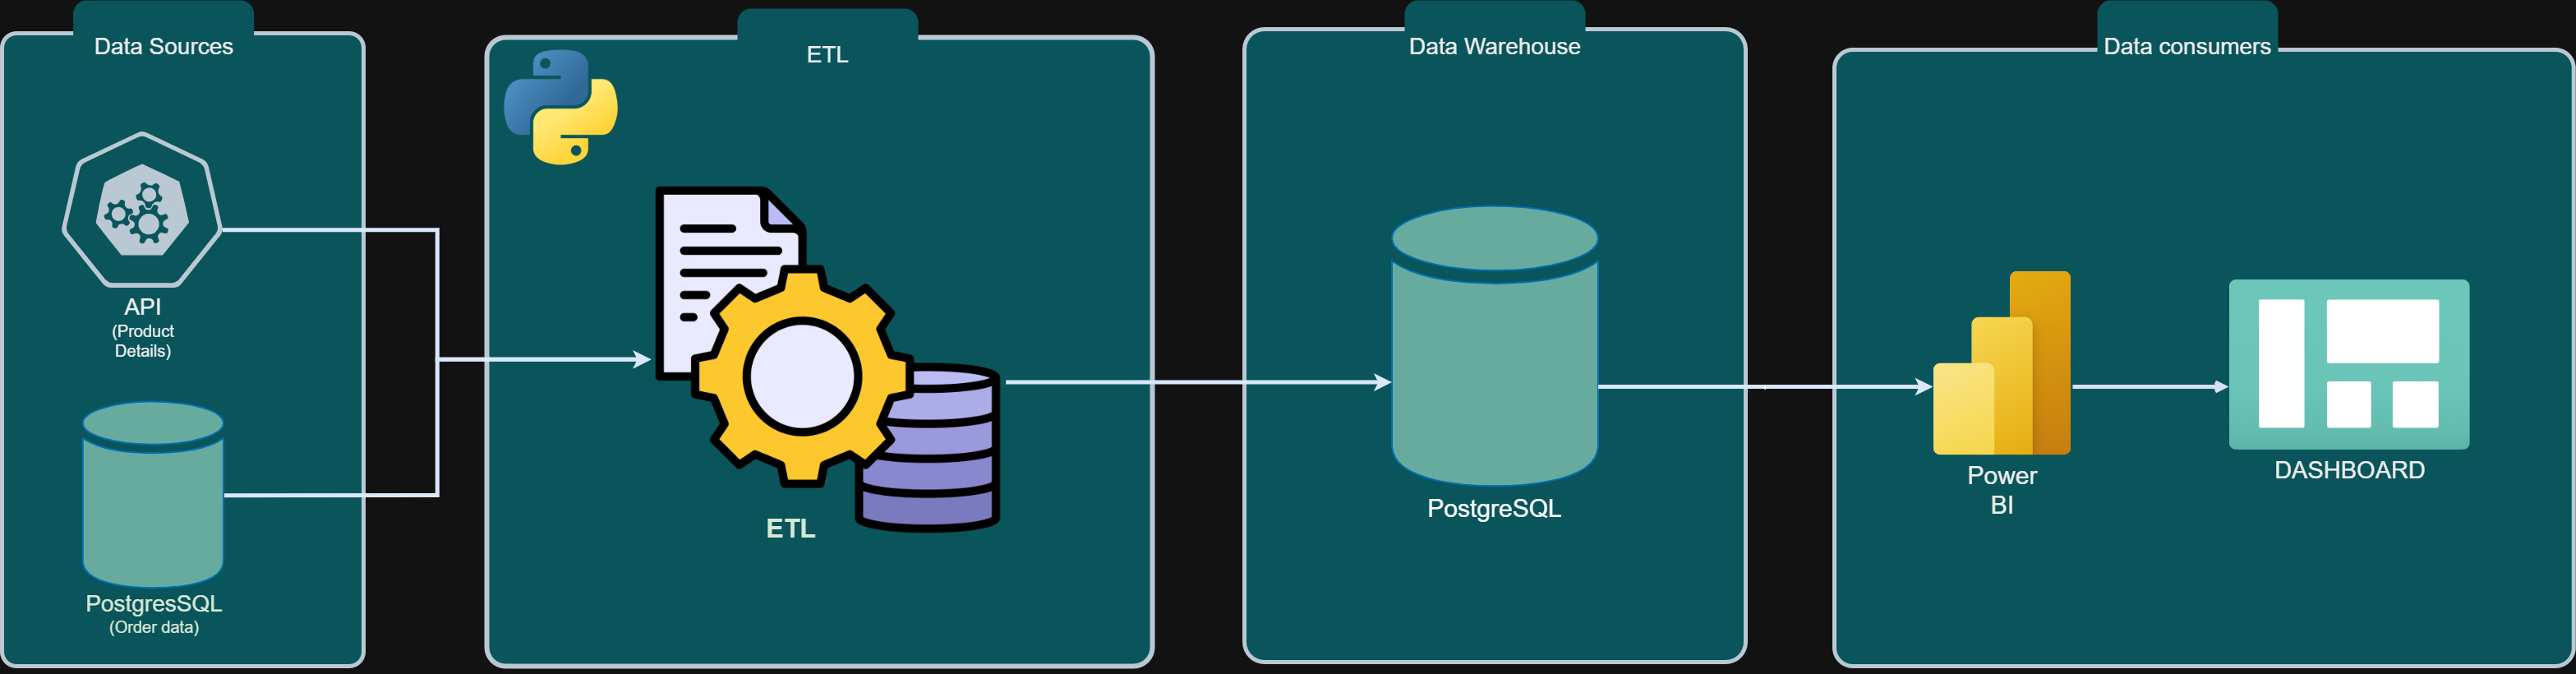 Data Sources
API
(Product
Details)
PostgresSQL
(Order data)
ETL
ETL
Data Warehouse
PostgreSQL
Data consumers
Power
BI
DASHBOARD